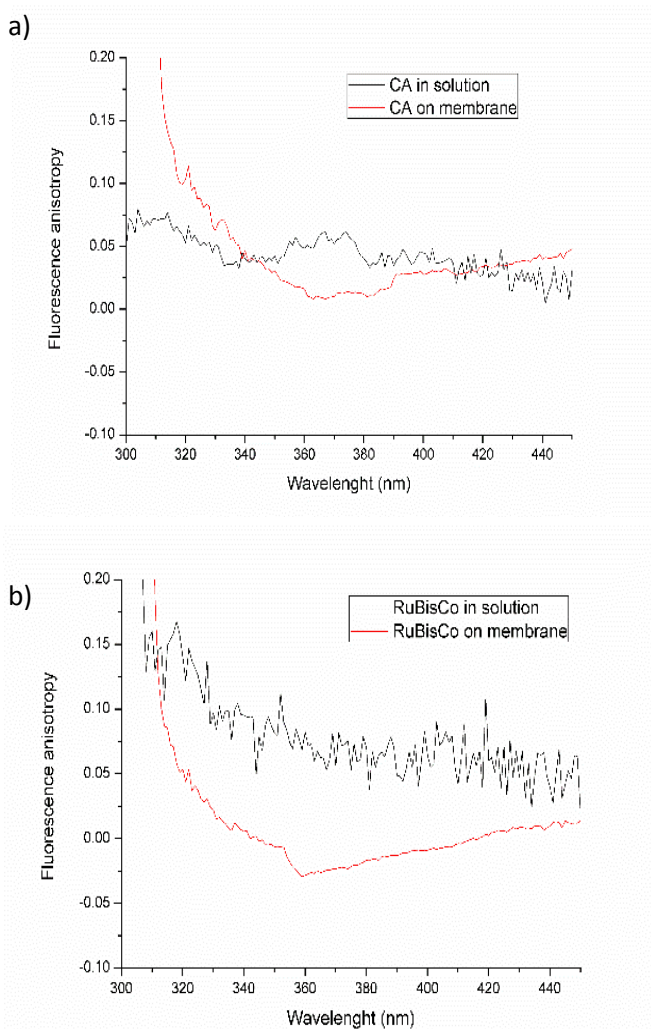 a)
0.20
0.15
0.10
0.05
0.00
-0.05
-0.10
Fluorescence anisotropy
CA in solution
CA on membrane
300 320 340 360 380 400 420 440
Wavelenght (nm)
b)
0.20
0.15
0.10
0.05
0.00
-0.05
-0.10
Fluorescence anisotropy
RuBisCo in solution
RuBisCo on membrane
300 320 340 360 380 400 420 440
Wavelenght (nm)